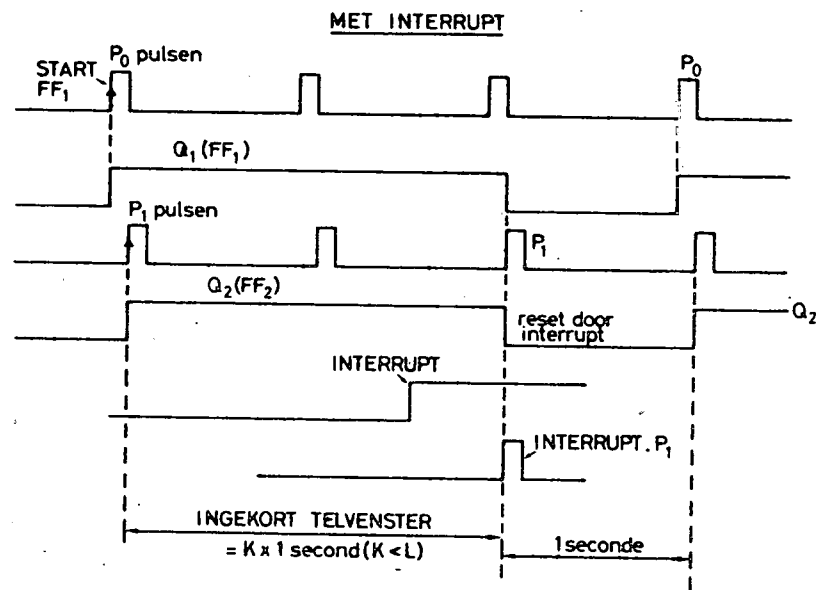 MET INTERRUPT
P₀ pulsen
START
FF₁
P₀
Q₁ (FF₁)
P₁ pulsen
P₁
Q₂ (FF₂)
Q₂
reset door
interrupt
INTERRUPT
INTERRUPT . P₁
INGEKORT TELVENSTER
= K x 1 second (K < L)
1 seconde